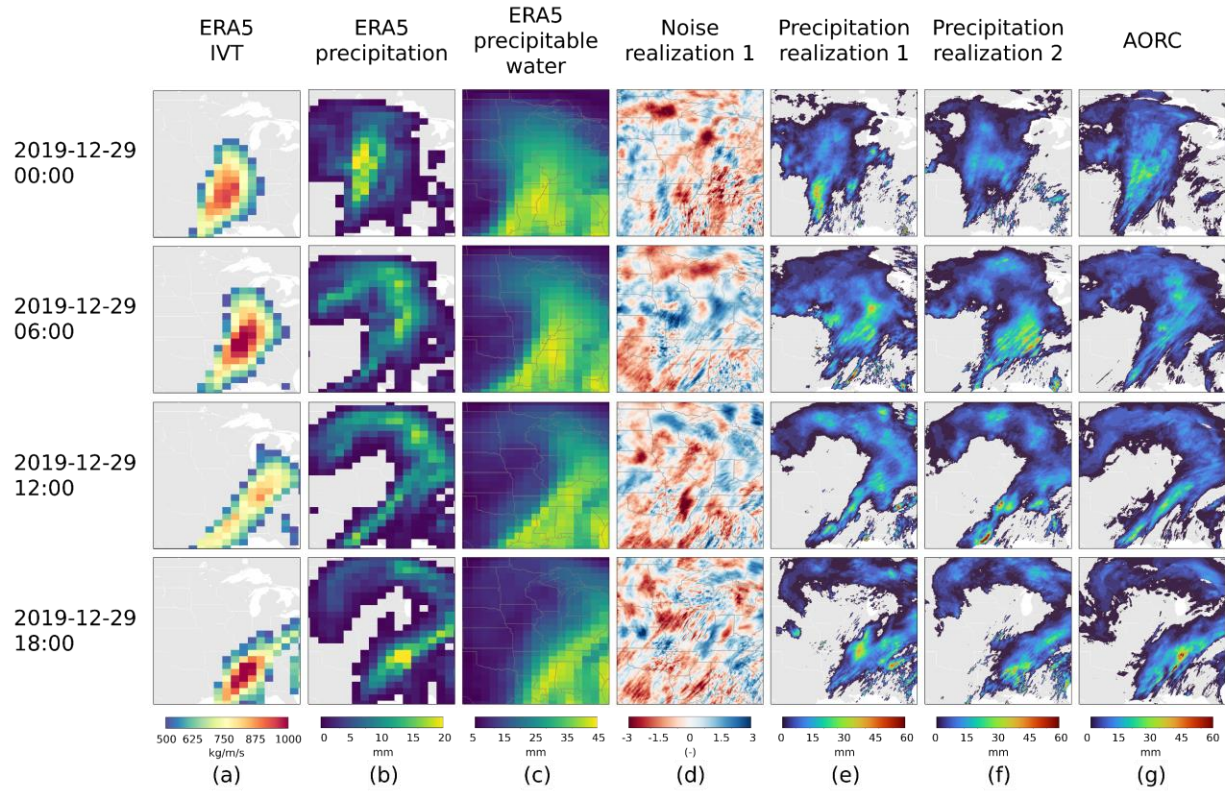 ERA5
IVT
ERA5
precipitation
ERA5
precipitable
water
Noise
realization 1
Precipitation
realization 1
Precipitation
realization 2
AORC
2019-12-29
00:00
2019-12-29
06:00
2019-12-29
12:00
2019-12-29
18:00
500 625 750 875 1000
kg/m/s
(a)
0 5 10 15 20
mm
(b)
5 15 25 35 45
mm
(c)
-3 -1.5 0 1.5 3
(-)
(d)
0 15 30 45 60
mm
(e)
0 15 30 45 60
mm
(f)
0 15 30 45 60
mm
(g)